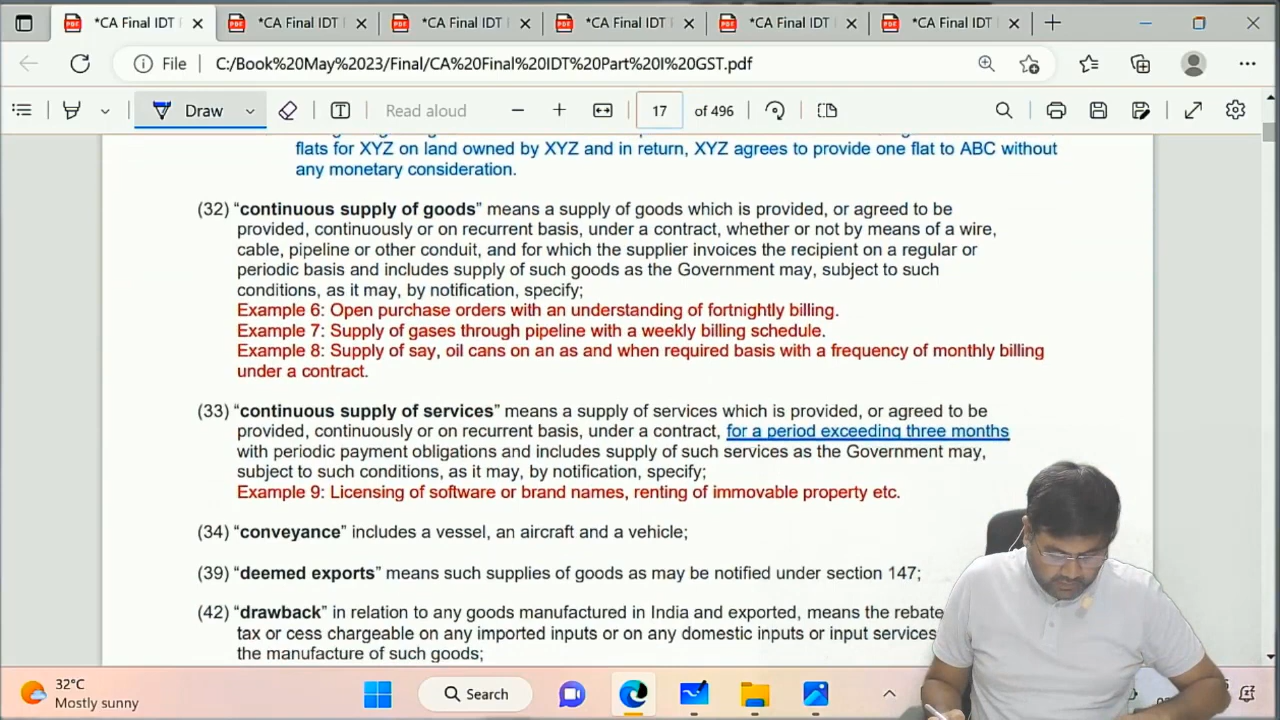 *CA Final IDT
*CA Final IDT
*CA Final IDT
*CA Final IDT
*CA Final IDT
*CA Final IDT
File C:/Book%20May%2023/Final/CA%20Final%20IDT%20Part%20I%20GST.pdf
Draw Read aloud 17 of 496
flats for XYZ on land owned by XYZ and in return, XYZ agrees to provide one flat to ABC without
any monetary consideration.
(32) “continuous supply of goods” means a supply of goods which is provided, or agreed to be
provided, continuously or on recurrent basis, under a contract, whether or not by means of a wire,
cable, pipeline or other conduit, and for which the supplier invoices the recipient on a regular or
periodic basis and includes supply of such goods as the Government may, subject to such
conditions, as it may, by notification, specify;
Example 6: Open purchase orders with an understanding of fortnightly billing.
Example 7: Supply of gases through pipeline with a weekly billing schedule.
Example 8: Supply of say, oil cans on an as and when required basis with a frequency of monthly billing
under a contract.
(33) “continuous supply of services” means a supply of services which is provided, or agreed to be
provided, continuously or on recurrent basis, under a contract, for a period exceeding three months
with periodic payment obligations and includes supply of such services as the Government may,
subject to such conditions, as it may, by notification, specify;
Example 9: Licensing of software or brand names, renting of immovable property etc.
(34) “conveyance” includes a vessel, an aircraft and a vehicle;
(39) “deemed exports” means such supplies of goods as may be notified under section 147;
(42) “drawback” in relation to any goods manufactured in India and exported, means the rebate
tax or cess chargeable on any imported inputs or on any domestic inputs or input services
the manufacture of such goods;
32°C
Mostly sunny
Search